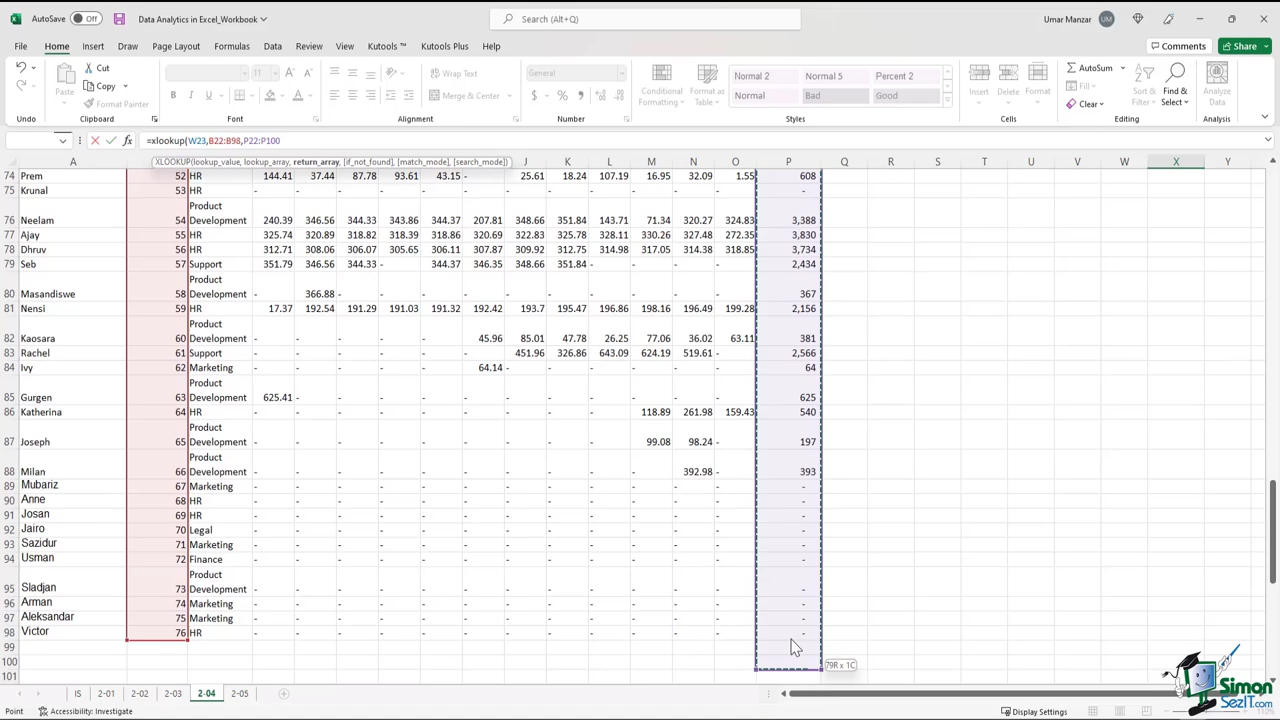 AutoSave Off Data Analytics in Excel_Workbook Search (Alt+Q) Umar Manzar UM
File Home Insert Draw Page Layout Formulas Data Review View Kutools ™ Kutools Plus Help Comments Share
Cut
Copy
Format Painter
Paste
11
Wrap Text
Merge & Center
General
Conditional Formatting
Format as Table
Normal 2 Normal 5 Percent 2
Normal Bad Good
Insert Delete Format
AutoSum
Fill
Clear
Sort & Filter
Find & Select
Analyze Data
Undo Clipboard Font Alignment Number Styles Cells Editing Analysis
=xlookup(W23,B22:B98,P22:P100
XLOOKUP(lookup_value, lookup_array, return_array, [if_not_found], [match_mode], [search_mode])
A J K L M N O P Q R S T U V W X Y
74 Prem 52 HR 144.41 37.44 87.78 93.61 43.15 - 25.61 18.24 107.19 16.95 32.09 1.55 608
75 Krunal 53 HR - - - - - - - - - - - - -
76 Neelam 54 Product Development 240.39 346.56 344.33 343.86 344.37 207.81 348.66 351.84 143.71 71.34 320.27 324.83 3,388
77 Ajay 55 HR 325.74 320.89 318.82 318.39 318.86 320.69 322.83 325.78 328.11 330.26 327.48 272.35 3,830
78 Dhruv 56 HR 312.71 308.06 306.07 305.65 306.11 307.87 309.92 312.75 314.98 317.05 314.38 318.85 3,734
79 Seb 57 Support 351.79 346.56 344.33 - 344.37 346.35 348.66 351.84 - - - - 2,434
80 Masandiswe 58 Product Development - 366.88 - - - - - - - - - - 367
81 Nensi 59 HR 17.37 192.54 191.29 191.03 191.32 192.42 193.7 195.47 196.86 198.16 196.49 199.28 2,156
82 Kaosara 60 Product Development - - - - - 45.96 85.01 47.78 26.25 77.06 36.02 63.11 381
83 Rachel 61 Support - - - - - - 451.96 326.86 643.09 624.19 519.61 - 2,566
84 Ivy 62 Marketing - - - - - 64.14 - - - - - - 64
85 Gurgen 63 Product Development 625.41 - - - - - - - - - - - 625
86 Katherina 64 HR - - - - - - - - - 118.89 261.98 159.43 540
87 Joseph 65 Product Development - - - - - - - - - 99.08 98.24 - 197
88 Milan 66 Product Development - - - - - - - - - - 392.98 - 393
89 Mubariz 67 Marketing - - - - - - - - - - - - -
90 Anne 68 HR - - - - - - - - - - - - -
91 Josan 69 HR - - - - - - - - - - - - -
92 Jairo 70 Legal - - - - - - - - - - - - -
93 Sazidur 71 Marketing - - - - - - - - - - - - -
94 Usman 72 Finance - - - - - - - - - - - - -
95 Sladjan 73 Product Development - - - - - - - - - - - - -
96 Arman 74 Marketing - - - - - - - - - - - - -
97 Aleksandar 75 Marketing - - - - - - - - - - - - -
98 Victor 76 HR - - - - - - - - - - - - -
99
100
101
79R x 1C
IS 2-01 2-02 2-03 2-04 2-05
Point Accessibility: Investigate Display Settings 110%
Simon SezIT.com